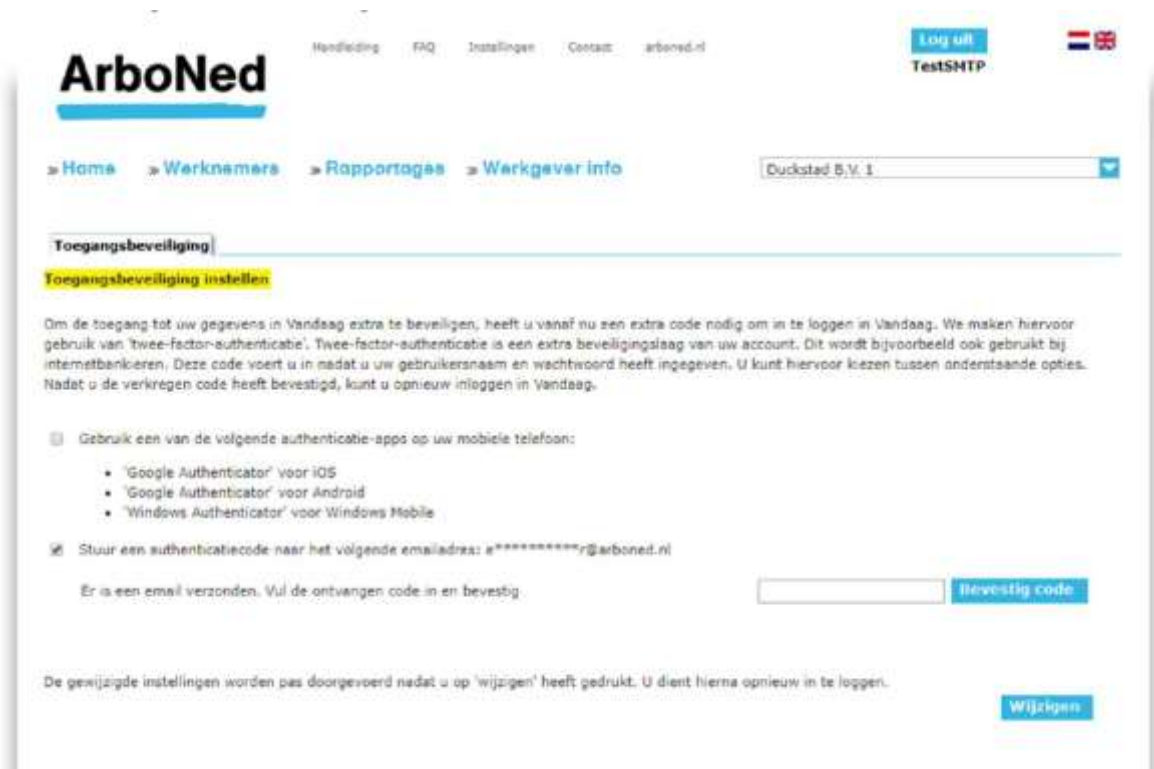 Handleiding FAQ Instellingen Contact arboned.nl
Log uit
TestSMTP
ArboNed
» Home » Werknemers » Rapportages » Werkgever info
Duckstad B.V. 1
Toegangsbeveiliging
Toegangsbeveiliging instellen
Om de toegang tot uw gegevens in Vandaag extra te beveiligen, heeft u vanaf nu een extra code nodig om in te loggen in Vandaag. We maken hiervoor
gebruik van 'twee-factor-authenticatie'. Twee-factor-authenticatie is een extra beveiligingslaag van uw account. Dit wordt bijvoorbeeld ook gebruikt bij
internetbankieren. Deze code voert u in nadat u uw gebruikersnaam en wachtwoord heeft ingegeven. U kunt hiervoor kiezen tussen onderstaande opties.
Nadat u de verkregen code heeft bevestigd, kunt u opnieuw inloggen in Vandaag.
Gebruik een van de volgende authenticatie-apps op uw mobiele telefoon:
• 'Google Authenticator' voor iOS
• 'Google Authenticator' voor Android
• 'Windows Authenticator' voor Windows Mobile
Stuur een authenticatiecode naar het volgende emailadres: e**********r@arboned.nl
Er is een email verzonden. Vul de ontvangen code in en bevestig
Bevestig code
De gewijzigde instellingen worden pas doorgevoerd nadat u op 'wijzigen' heeft gedrukt. U dient hierna opnieuw in te loggen.
Wijzigen